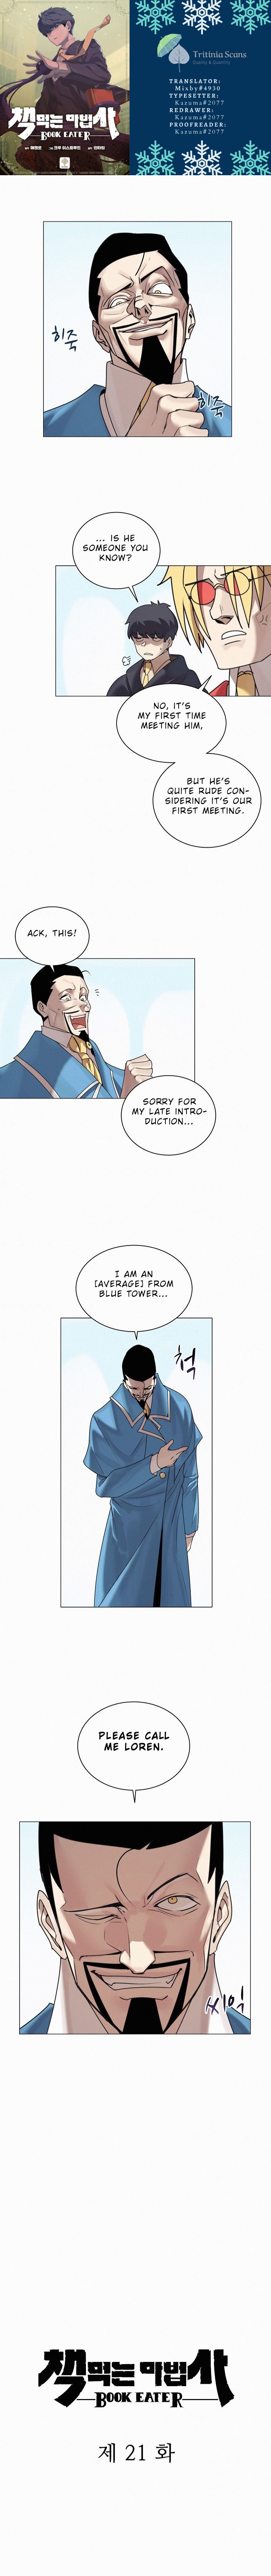 책 먹는 마법사
BOOK EATER
Tritinia Scans
Quality & Quantity
TRANSLATOR:
Mixby#4930
TYPESETTER:
Kazuma#2077
REDRAWER:
Kazuma#2077
PROOFREADER:
Kazuma#2077
히죽
히죽
... IS HE
SOMEONE YOU
KNOW?
NO, IT'S
MY FIRST TIME
MEETING HIM,
BUT HE'S
QUITE RUDE CON-
SIDERING IT'S OUR
FIRST MEETING.
ACK, THIS!
SORRY FOR
MY LATE INTRO-
DUCTION...
I AM AN
[AVERAGE] FROM
BLUE TOWER...
척
PLEASE CALL
ME LOREN.
씨익
책 먹는 마법사
BOOK EATER
제 21 화